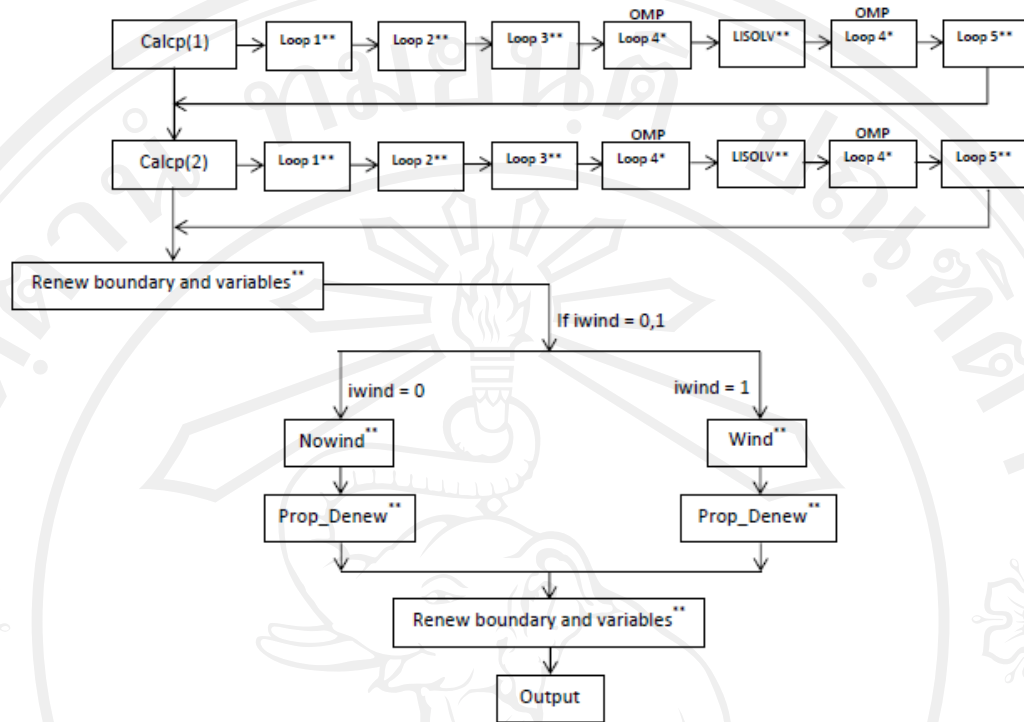 OMP OMP
Calcp(1) Loop 1** Loop 2** Loop 3** Loop 4* LISOLV** Loop 4* Loop 5**
OMP OMP
Calcp(2) Loop 1** Loop 2** Loop 3** Loop 4* LISOLV** Loop 4* Loop 5**
Renew boundary and variables**
If iwind = 0,1
iwind = 0 iwind = 1
Nowind** Wind**
Prop_Denew** Prop_Denew**
Renew boundary and variables**
Output